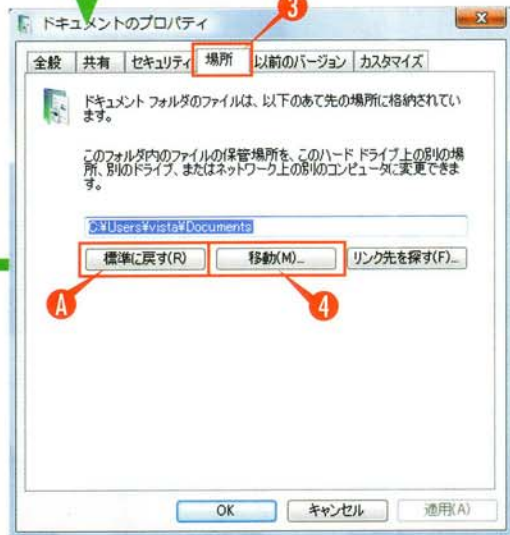 3
ドキュメントのプロパティ
全般 共有 セキュリティ 場所 以前のバージョン カスタマイズ
ドキュメント フォルダのファイルは、以下のあて先の場所に格納されてい
ます。
このフォルダ内のファイルの保管場所を、このハード ドライブ上の別の場
所、別のドライブ、またはネットワーク上の別のコンピュータに変更できま
す。
C:¥Users¥vista¥Documents
標準に戻す(R) 移動(M)... リンク先を探す(F)...
A 4
OK キャンセル 適用(A)